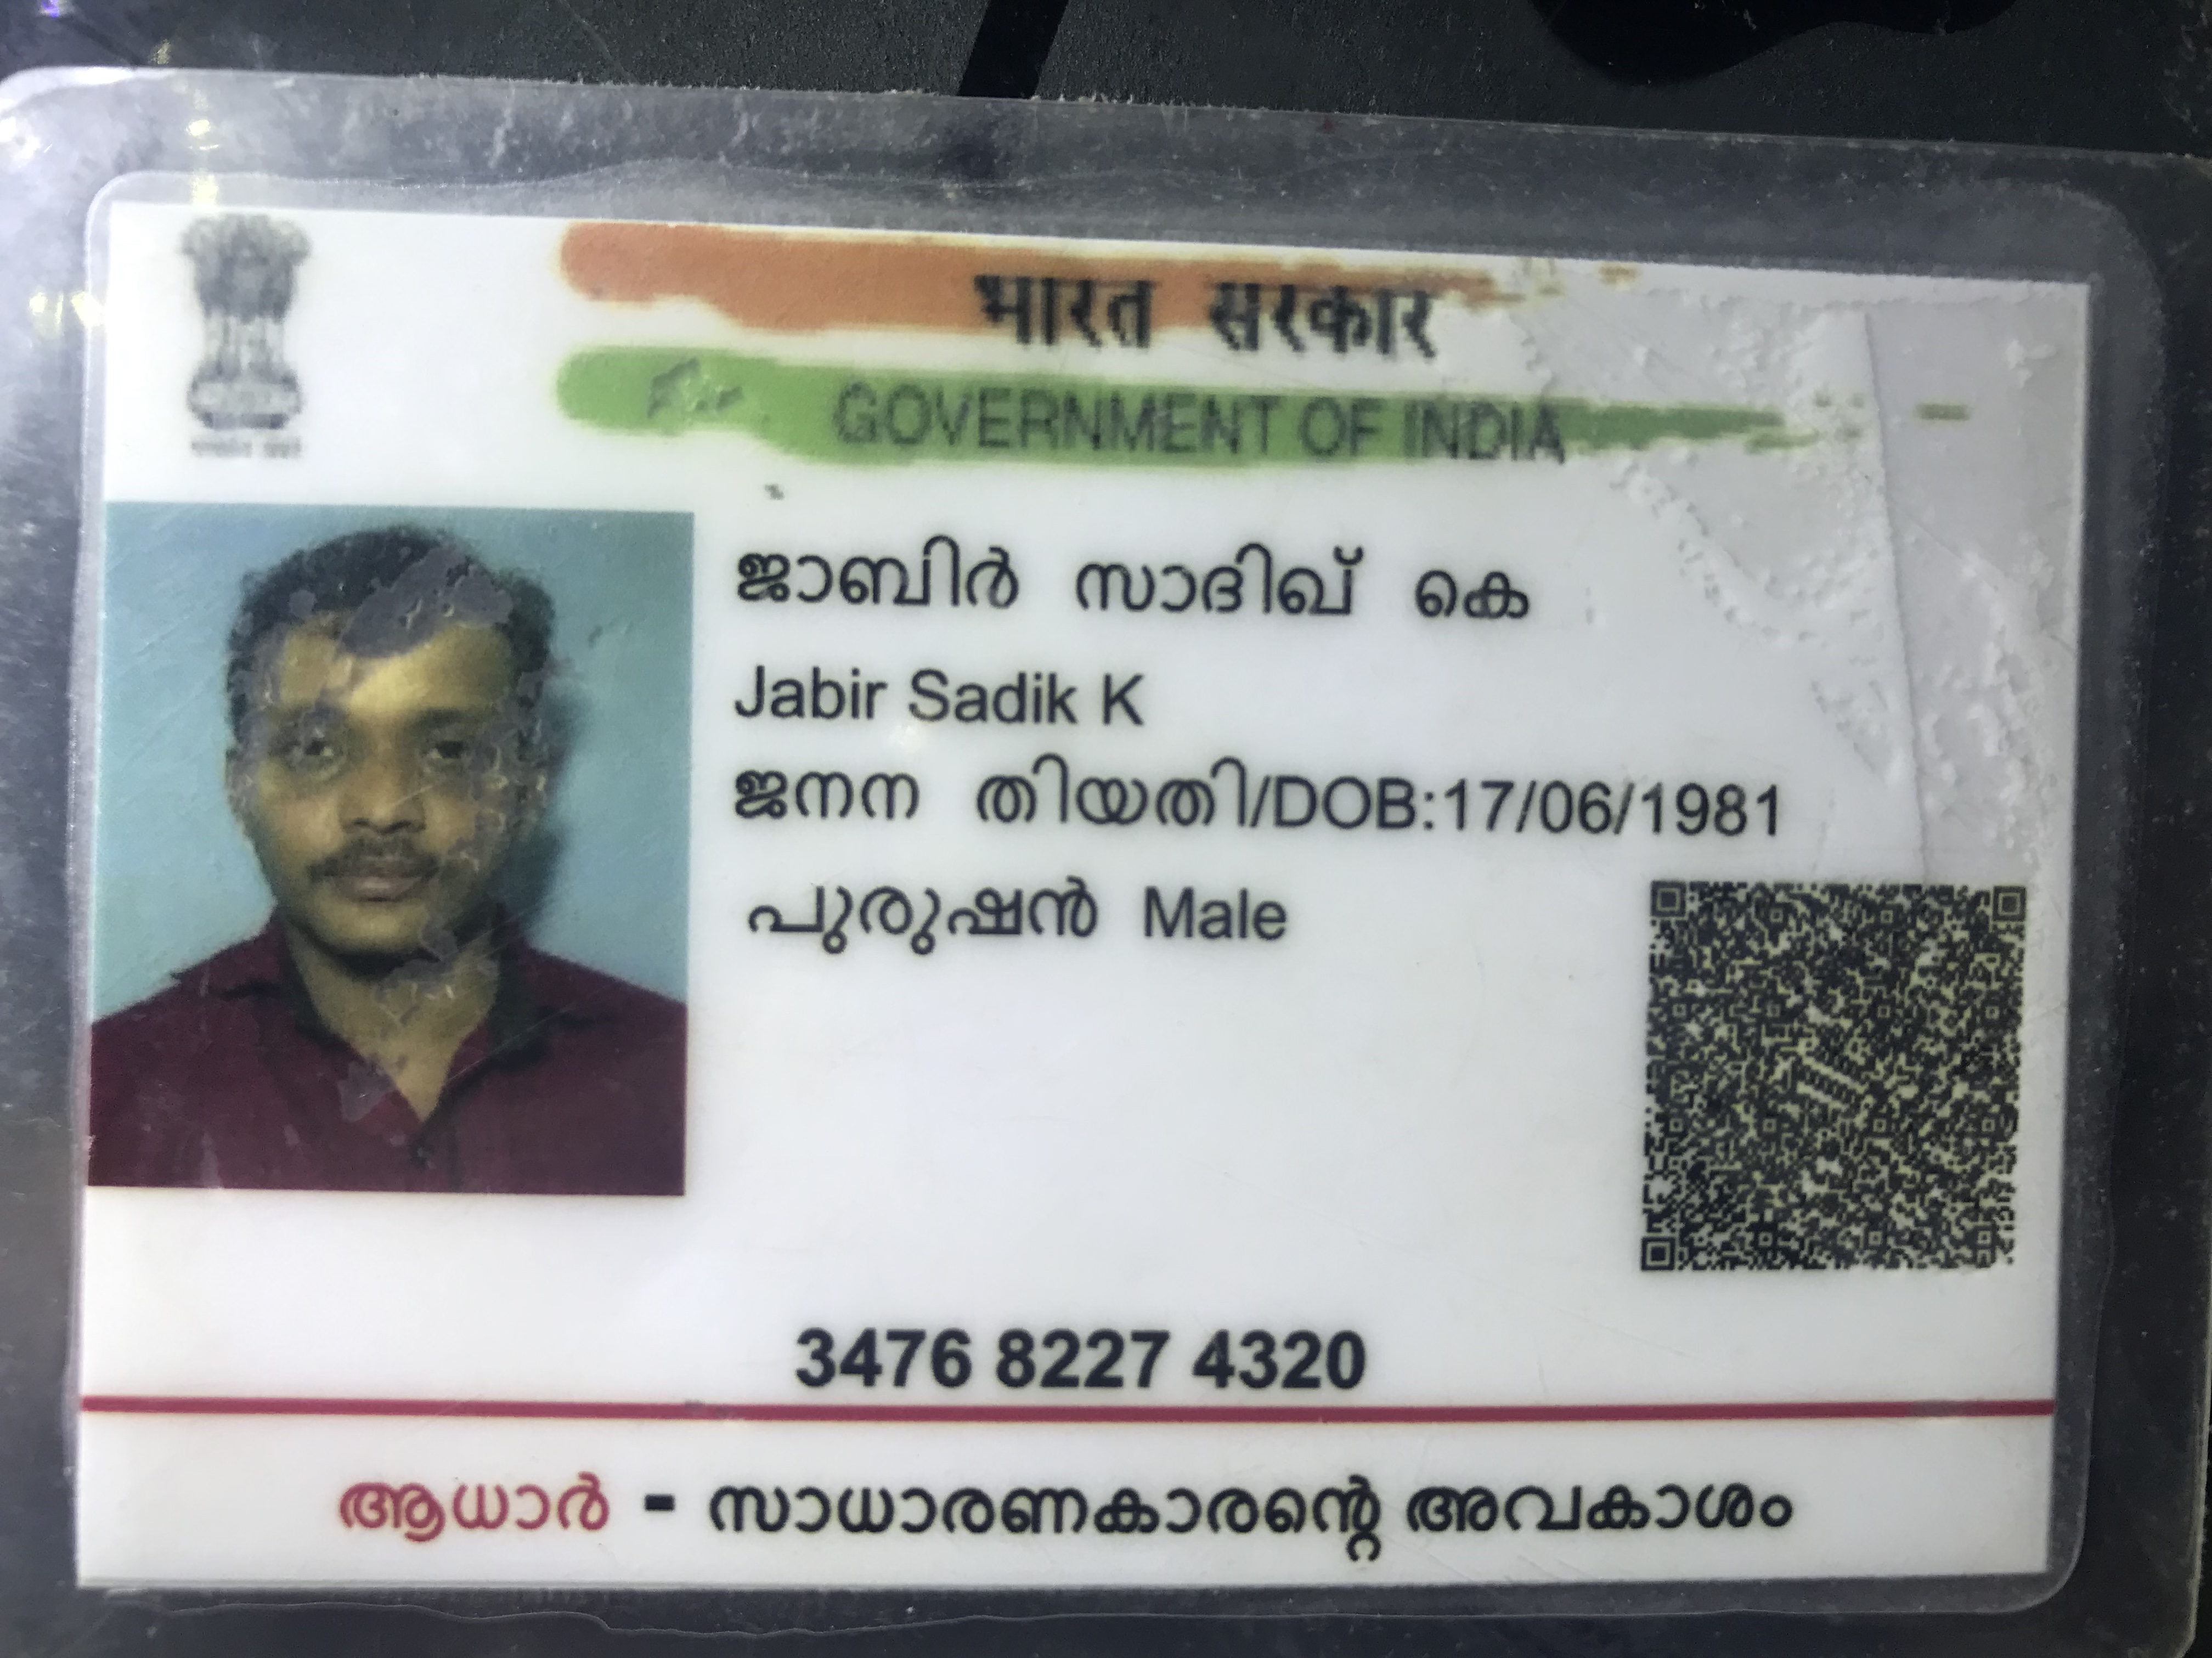 भारत सरकार
GOVERNMENT OF INDIA
ജാബിർ സാദിഖ് കെ
Jabir Sadik K
ജനന തിയതി/DOB:17/06/1981
പുരുഷൻ Male
3476 8227 4320
ആധാർ - സാധാരണകാരന്റെ അവകാശം